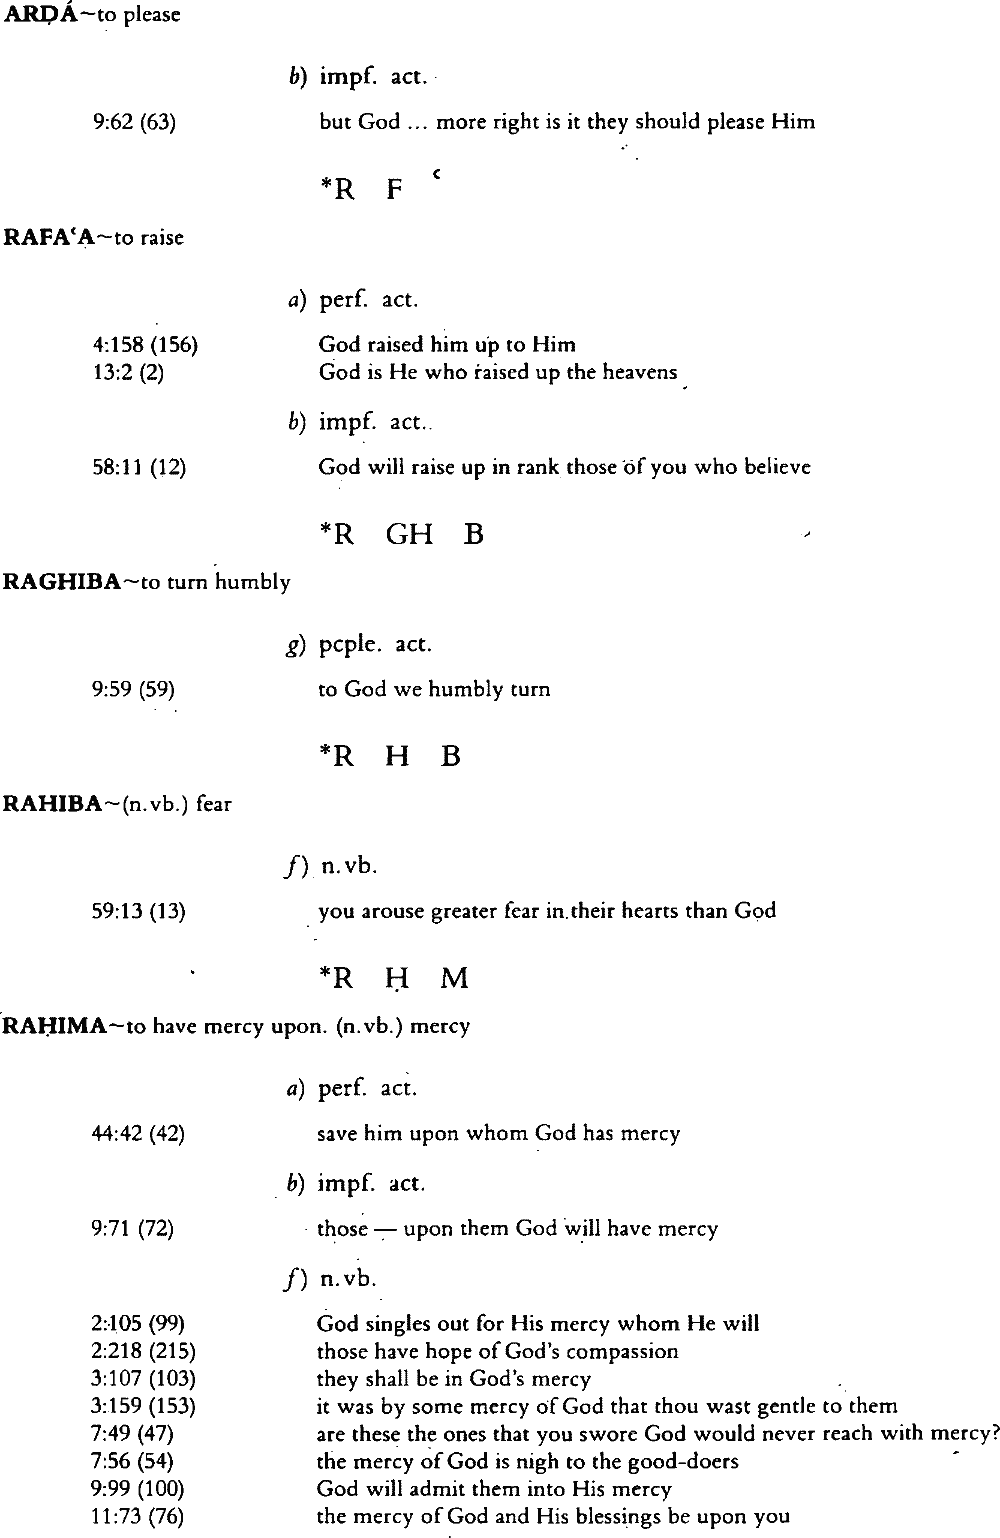 ARḌÁ~to please
b) impf. act.
9:62 (63) but God ... more right is it they should please Him
*R F ʿ
RAFAʿA~to raise
a) perf. act.
4:158 (156) God raised him up to Him
13:2 (2) God is He who raised up the heavens
b) impf. act.
58:11 (12) God will raise up in rank those of you who believe
*R GH B
RAGHIBA~to turn humbly
g) pcple. act.
9:59 (59) to God we humbly turn
*R H B
RAHIBA~(n.vb.) fear
f) n.vb.
59:13 (13) you arouse greater fear in their hearts than God
*R Ḥ M
RAḤIMA~to have mercy upon. (n.vb.) mercy
a) perf. act.
44:42 (42) save him upon whom God has mercy
b) impf. act.
9:71 (72) those — upon them God will have mercy
f) n.vb.
2:105 (99) God singles out for His mercy whom He will
2:218 (215) those have hope of God's compassion
3:107 (103) they shall be in God's mercy
3:159 (153) it was by some mercy of God that thou wast gentle to them
7:49 (47) are these the ones that you swore God would never reach with mercy?
7:56 (54) the mercy of God is nigh to the good-doers
9:99 (100) God will admit them into His mercy
11:73 (76) the mercy of God and His blessings be upon you